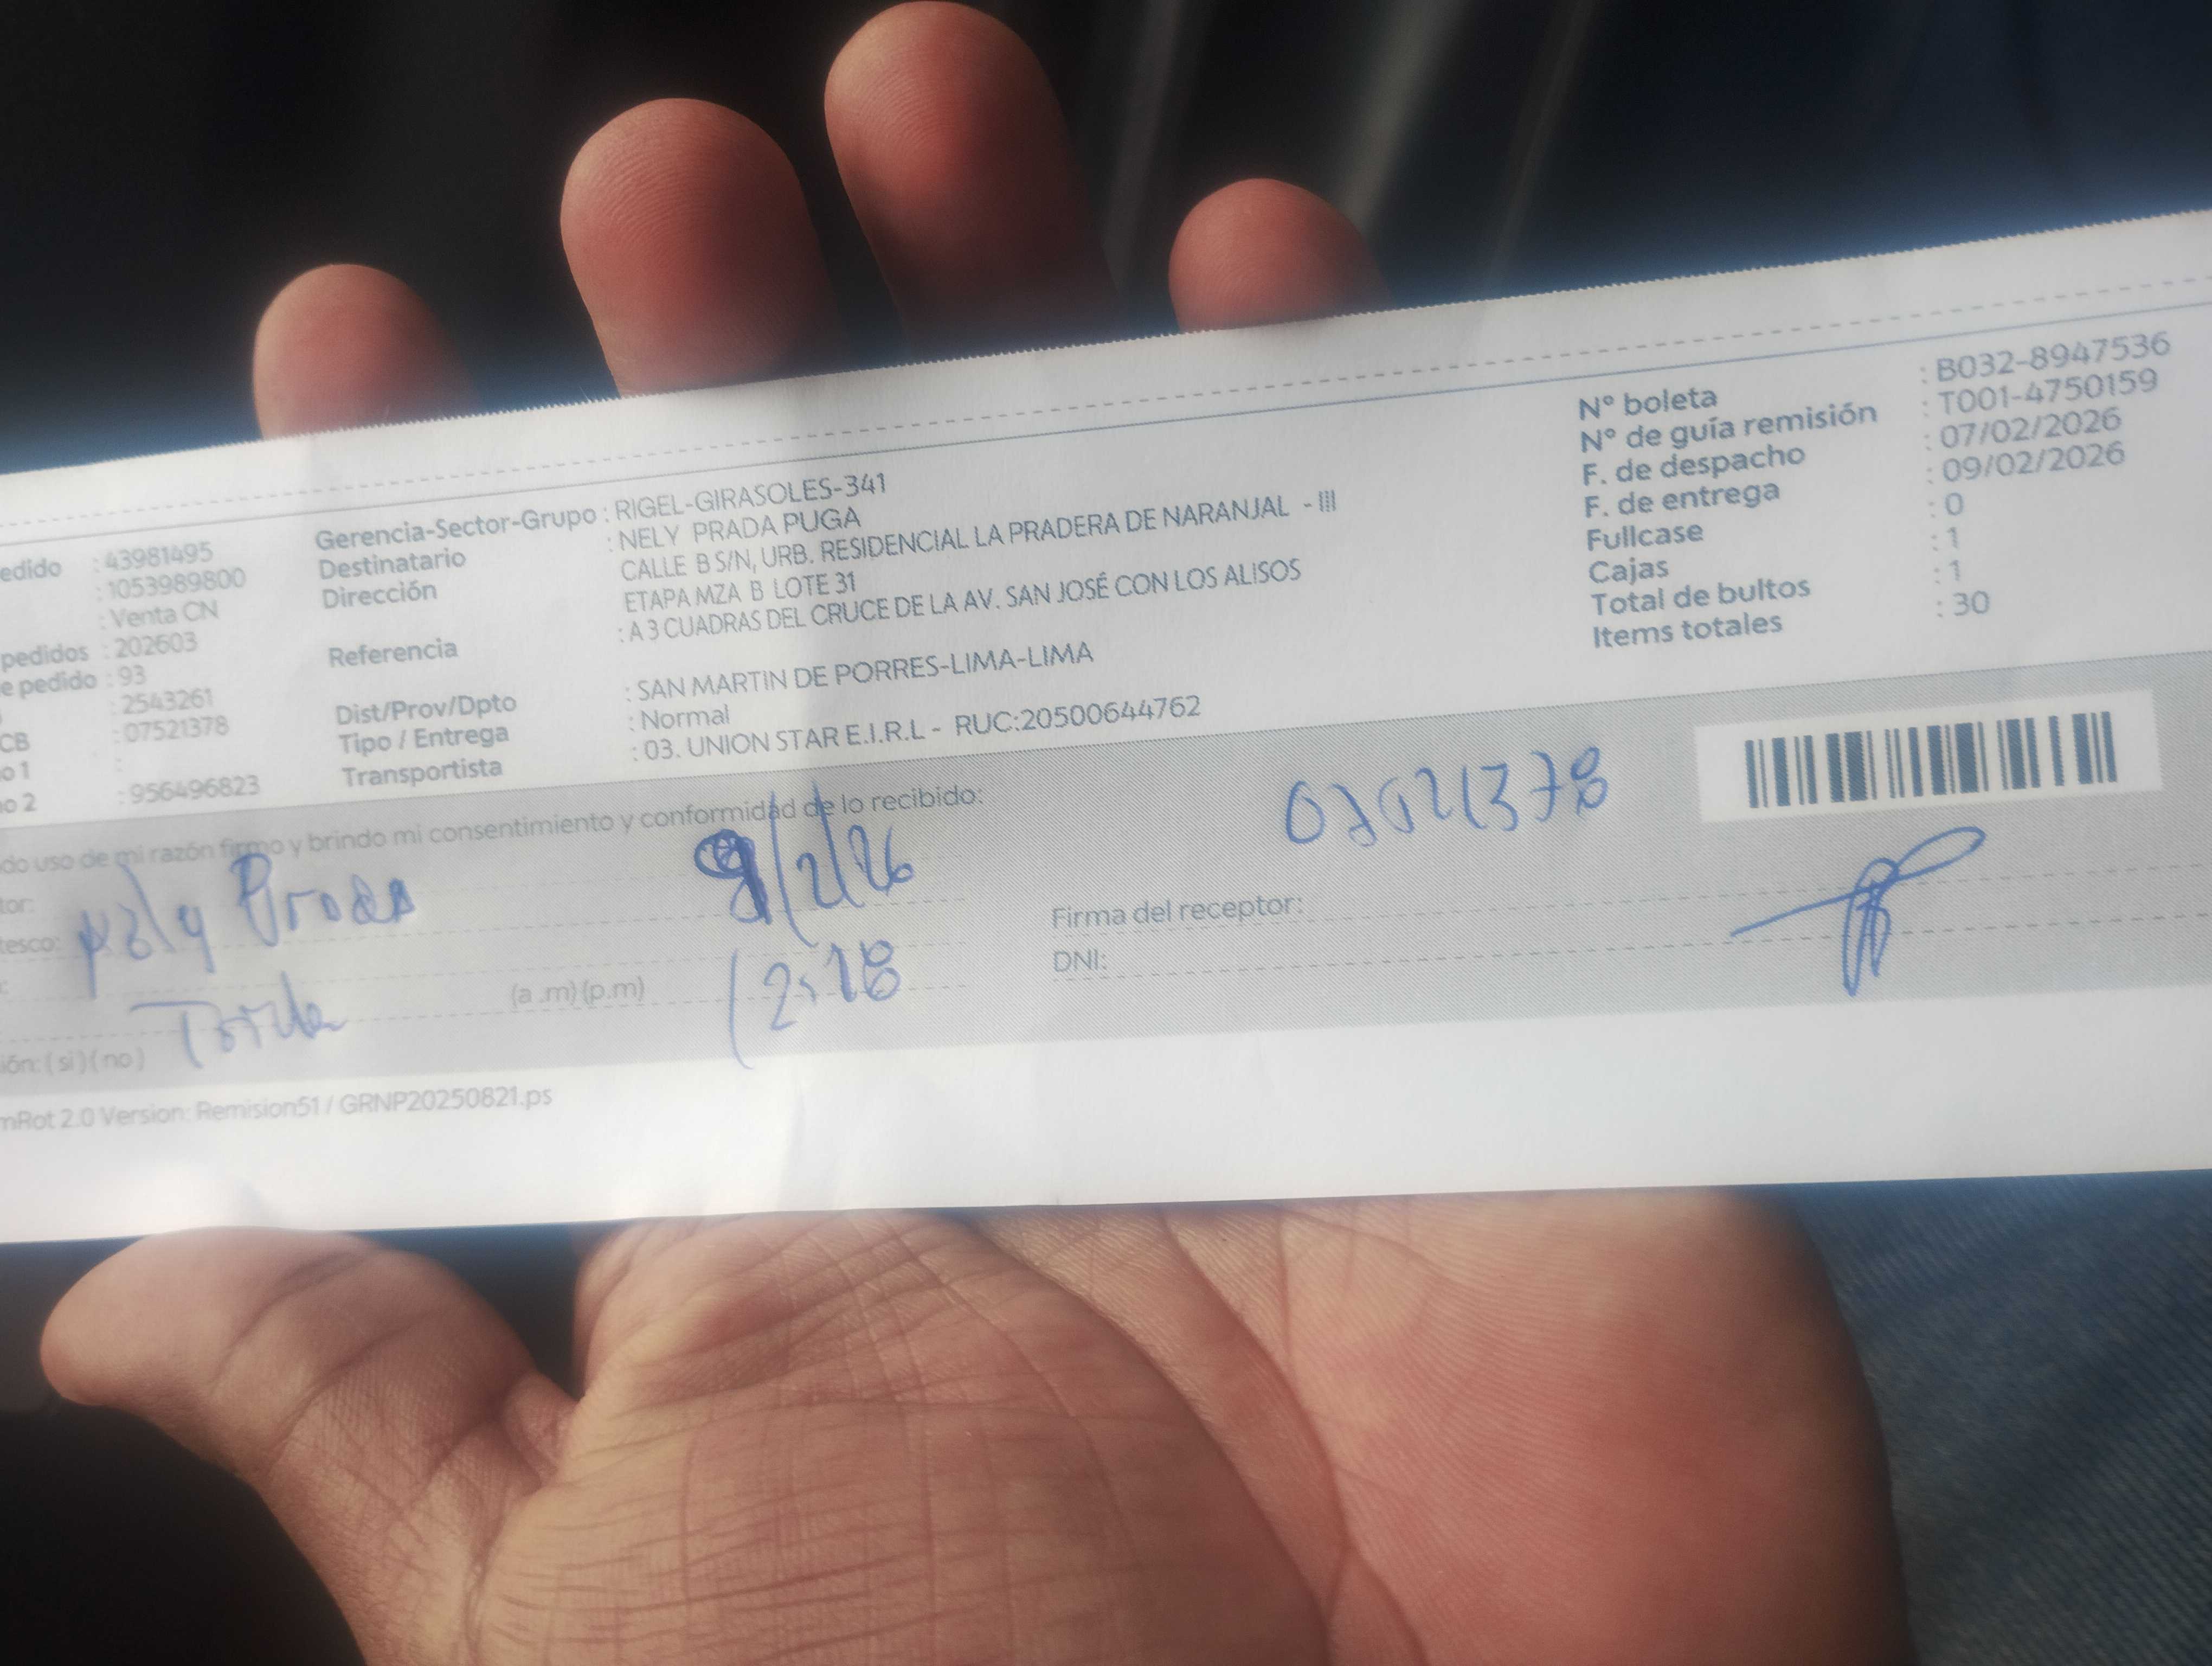 edido : 43981495
: 1053989800
: Venta CN
pedidos : 202603
e pedido : 93
: 2543261
CB : 07521378
o 1 :
no 2 : 956496823
Gerencia-Sector-Grupo : RIGEL-GIRASOLES-341
Destinatario : NELY PRADA PUGA
Dirección CALLE B S/N, URB. RESIDENCIAL LA PRADERA DE NARANJAL - III
ETAPA MZA B LOTE 31
Referencia : A 3 CUADRAS DEL CRUCE DE LA AV. SAN JOSÉ CON LOS ALISOS
Dist/Prov/Dpto : SAN MARTIN DE PORRES-LIMA-LIMA
Tipo / Entrega : Normal
Transportista : 03. UNION STAR E.I.R.L - RUC:20500644762
N° boleta : B032-8947536
N° de guía remisión : T001-4750159
F. de despacho : 07/02/2026
F. de entrega : 09/02/2026
Fullcase : 0
Cajas : 1
Total de bultos : 1
Items totales : 30
do uso de mi razón firmo y brindo mi consentimiento y conformidad de lo recibido:
tor: 9/2/26
tesco: Nely Prada
(a .m) (p.m) 12:18
ión: ( si ) ( no )
Firma del receptor:
DNI:
mRot 2.0 Version: Remision51 / GRNP20250821.ps